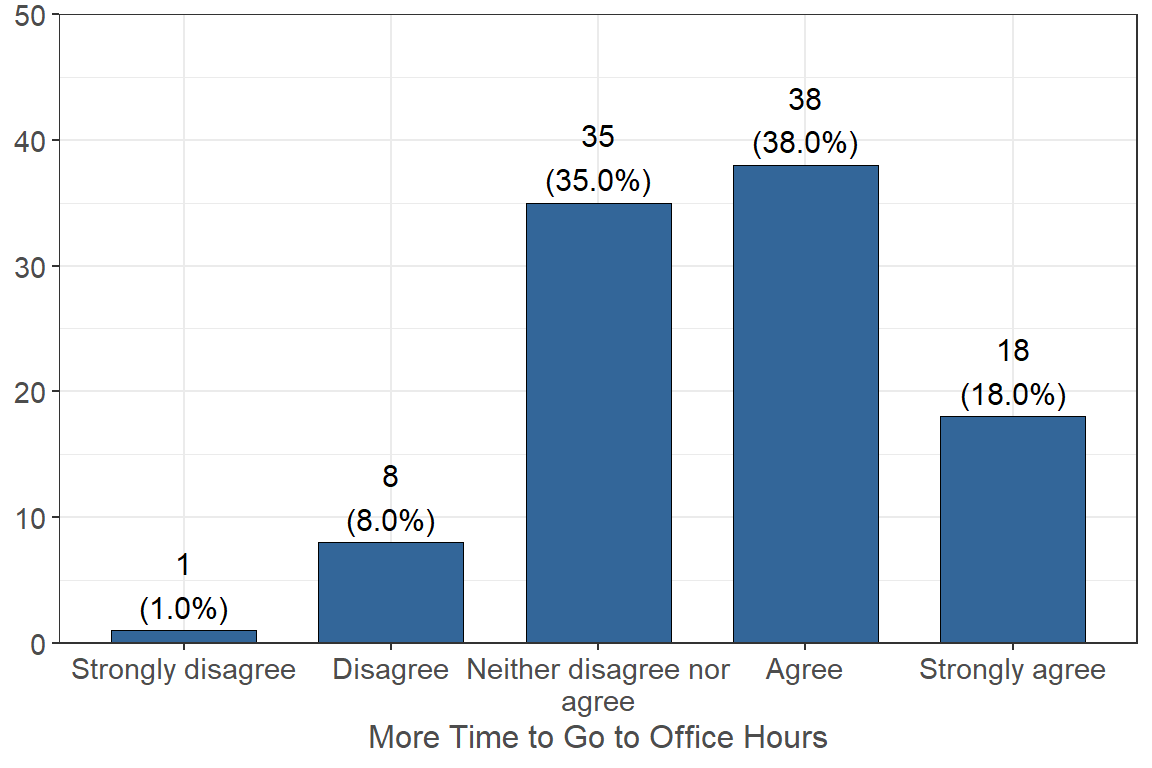 50
40
30
20
10
0
1
(1.0%)
8
(8.0%)
35
(35.0%)
38
(38.0%)
18
(18.0%)
Strongly disagree
Disagree
Neither disagree nor
agree
Agree
Strongly agree
More Time to Go to Office Hours